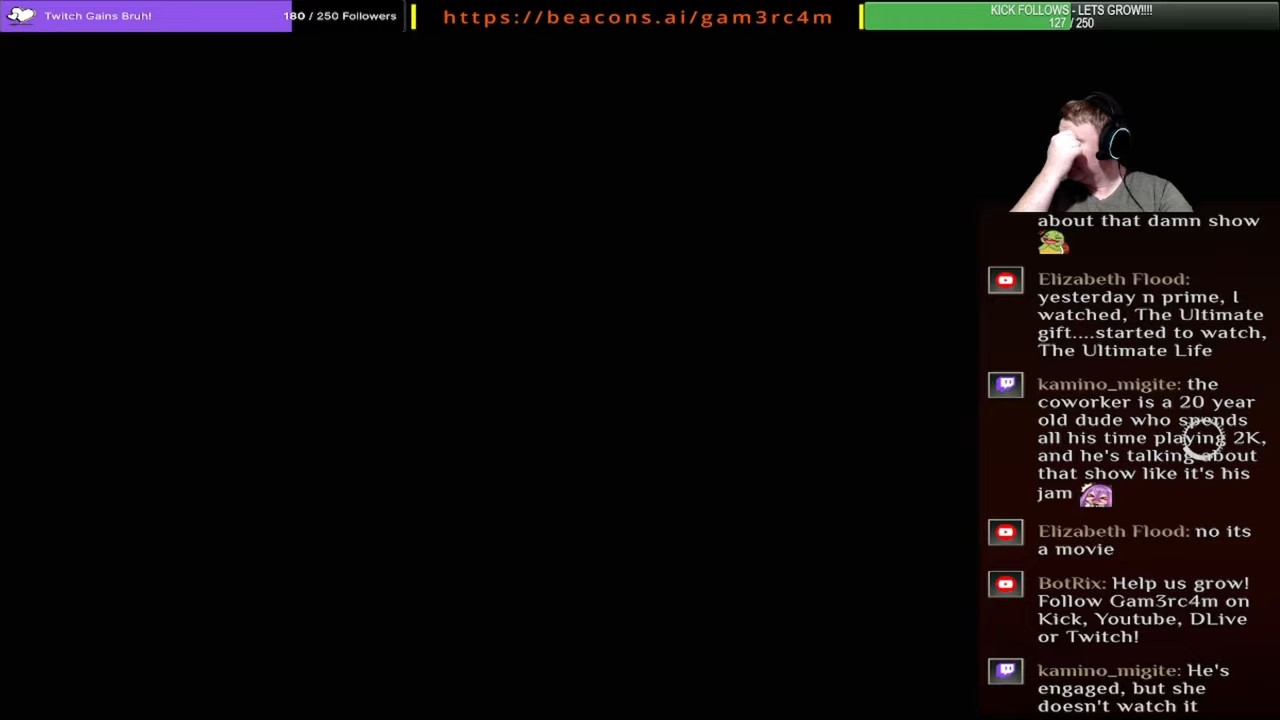 Twitch Gains Bruh!
180 / 250 Followers
https://beacons.ai/gam3rc4m
KICK FOLLOWS - LETS GROW!!!!
127 / 250
about that damn show
Elizabeth Flood:
yesterday n prime, I
watched, The Ultimate
gift....started to watch,
The Ultimate Life
kamino_migite: the
coworker is a 20 year
old dude who spends
all his time playing 2K,
and he's talking about
that show like it's his
jam
Elizabeth Flood: no its
a movie
BotRix: Help us grow!
Follow Gam3rc4m on
Kick, Youtube, DLive
or Twitch!
kamino_migite: He's
engaged, but she
doesn't watch it